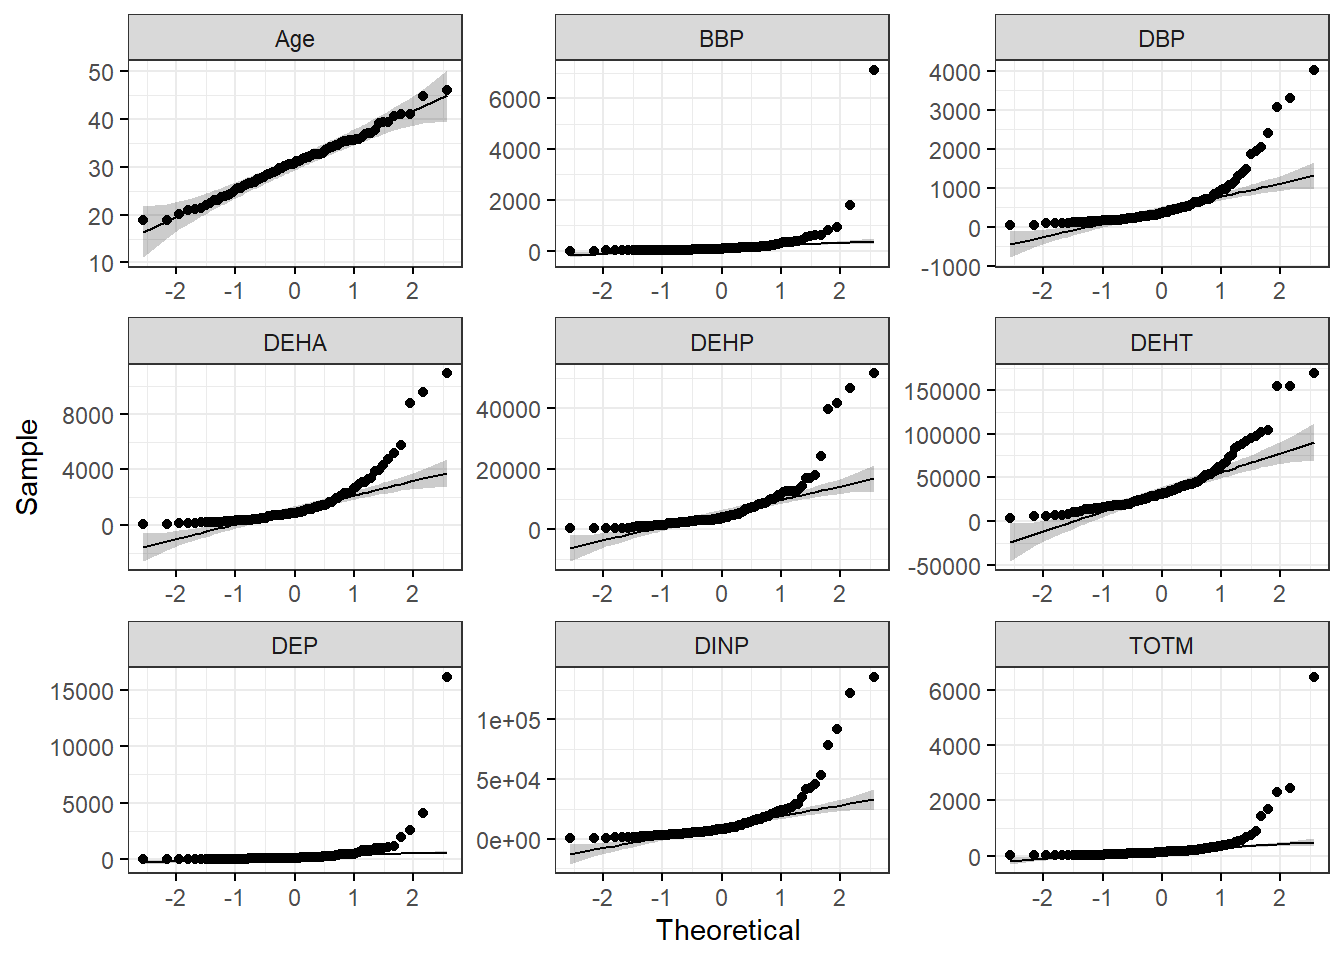 Age
BBP
DBP
50
40
30
20
10
6000
4000
2000
0
4000
3000
2000
1000
0
-1000
-2 -1 0 1 2
-2 -1 0 1 2
-2 -1 0 1 2
DEHA
DEHP
DEHT
Sample
8000
4000
0
40000
20000
0
150000
100000
50000
0
-50000
-2 -1 0 1 2
-2 -1 0 1 2
-2 -1 0 1 2
DEP
DINP
TOTM
15000
10000
5000
0
1e+05
5e+04
0e+00
6000
4000
2000
0
-2 -1 0 1 2
-2 -1 0 1 2
-2 -1 0 1 2
Theoretical